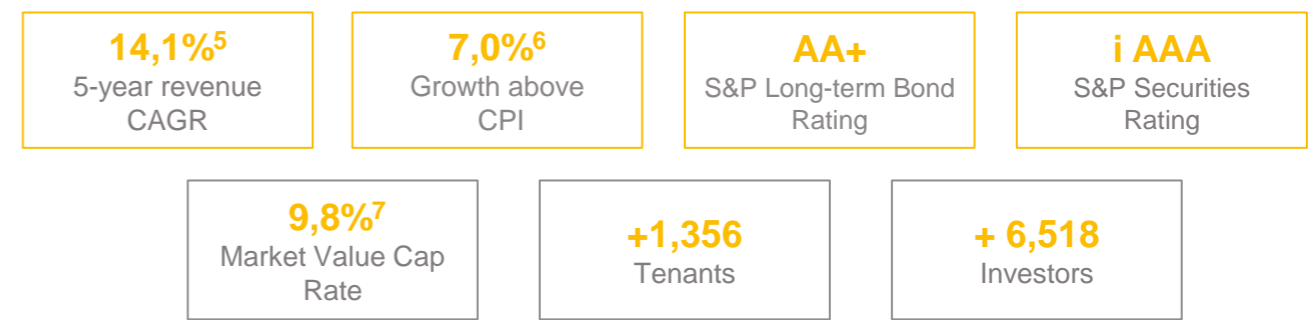 14,1%5
5-year revenue
CAGR
7,0%6
Growth above
CPI
AA+
S&P Long-term Bond
Rating
i AAA
S&P Securities
Rating
9,8%7
Market Value Cap
Rate
+1,356
Tenants
+ 6,518
Investors